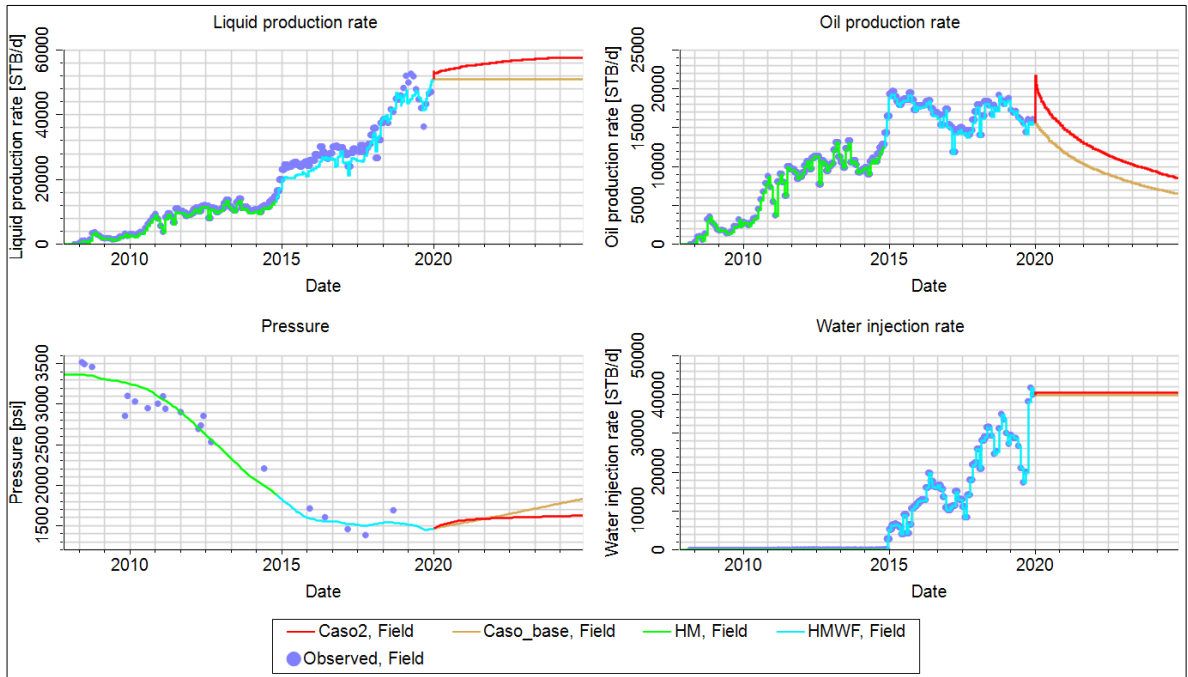 Liquid production rate
Liquid production rate [STB/d]
0
20000
40000
60000
2010
2015
2020
Date
Oil production rate
Oil production rate [STB/d]
0
5000
10000
15000
20000
25000
2010
2015
2020
Date
Pressure
Pressure [psi]
1500
2000
2500
3000
3500
2010
2015
2020
Date
Water injection rate
Water injection rate [STB/d]
0
10000
20000
30000
40000
50000
2010
2015
2020
Date
Caso2, Field
Caso_base, Field
HM, Field
HMWF, Field
Observed, Field